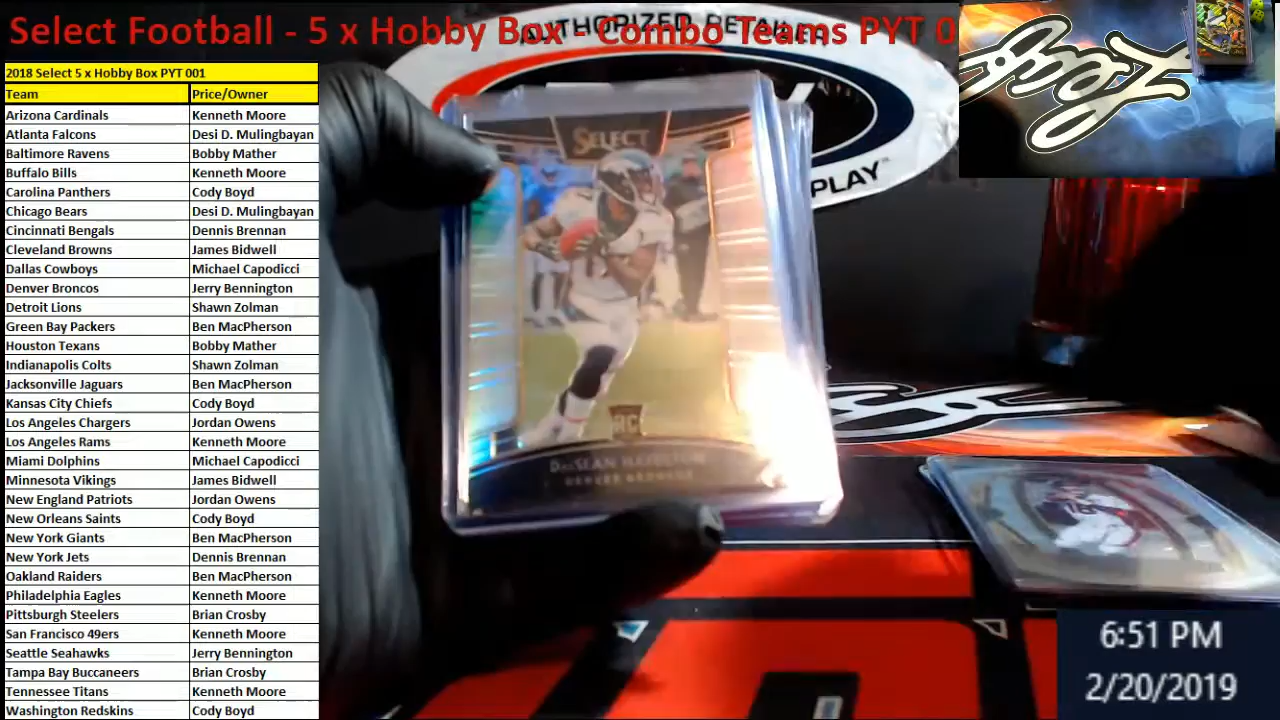 Select Football - 5 x Hobby Box - Combo Teams PYT 0
AUTHORIZED RETAILER
PLAY™
2018 Select 5 x Hobby Box PYT 001
Team Price/Owner
Arizona Cardinals Kenneth Moore
Atlanta Falcons Desi D. Mulingbayan
Baltimore Ravens Bobby Mather
Buffalo Bills Kenneth Moore
Carolina Panthers Cody Boyd
Chicago Bears Desi D. Mulingbayan
Cincinnati Bengals Dennis Brennan
Cleveland Browns James Bidwell
Dallas Cowboys Michael Capodicci
Denver Broncos Jerry Bennington
Detroit Lions Shawn Zolman
Green Bay Packers Ben MacPherson
Houston Texans Bobby Mather
Indianapolis Colts Shawn Zolman
Jacksonville Jaguars Ben MacPherson
Kansas City Chiefs Cody Boyd
Los Angeles Chargers Jordan Owens
Los Angeles Rams Kenneth Moore
Miami Dolphins Michael Capodicci
Minnesota Vikings James Bidwell
New England Patriots Jordan Owens
New Orleans Saints Cody Boyd
New York Giants Ben MacPherson
New York Jets Dennis Brennan
Oakland Raiders Ben MacPherson
Philadelphia Eagles Kenneth Moore
Pittsburgh Steelers Brian Crosby
San Francisco 49ers Kenneth Moore
Seattle Seahawks Jerry Bennington
Tampa Bay Buccaneers Brian Crosby
Tennessee Titans Kenneth Moore
Washington Redskins Cody Boyd
SELECT
RC
DAESEAN HAMILTON
DENVER BRONCOS
6:51 PM
2/20/2019